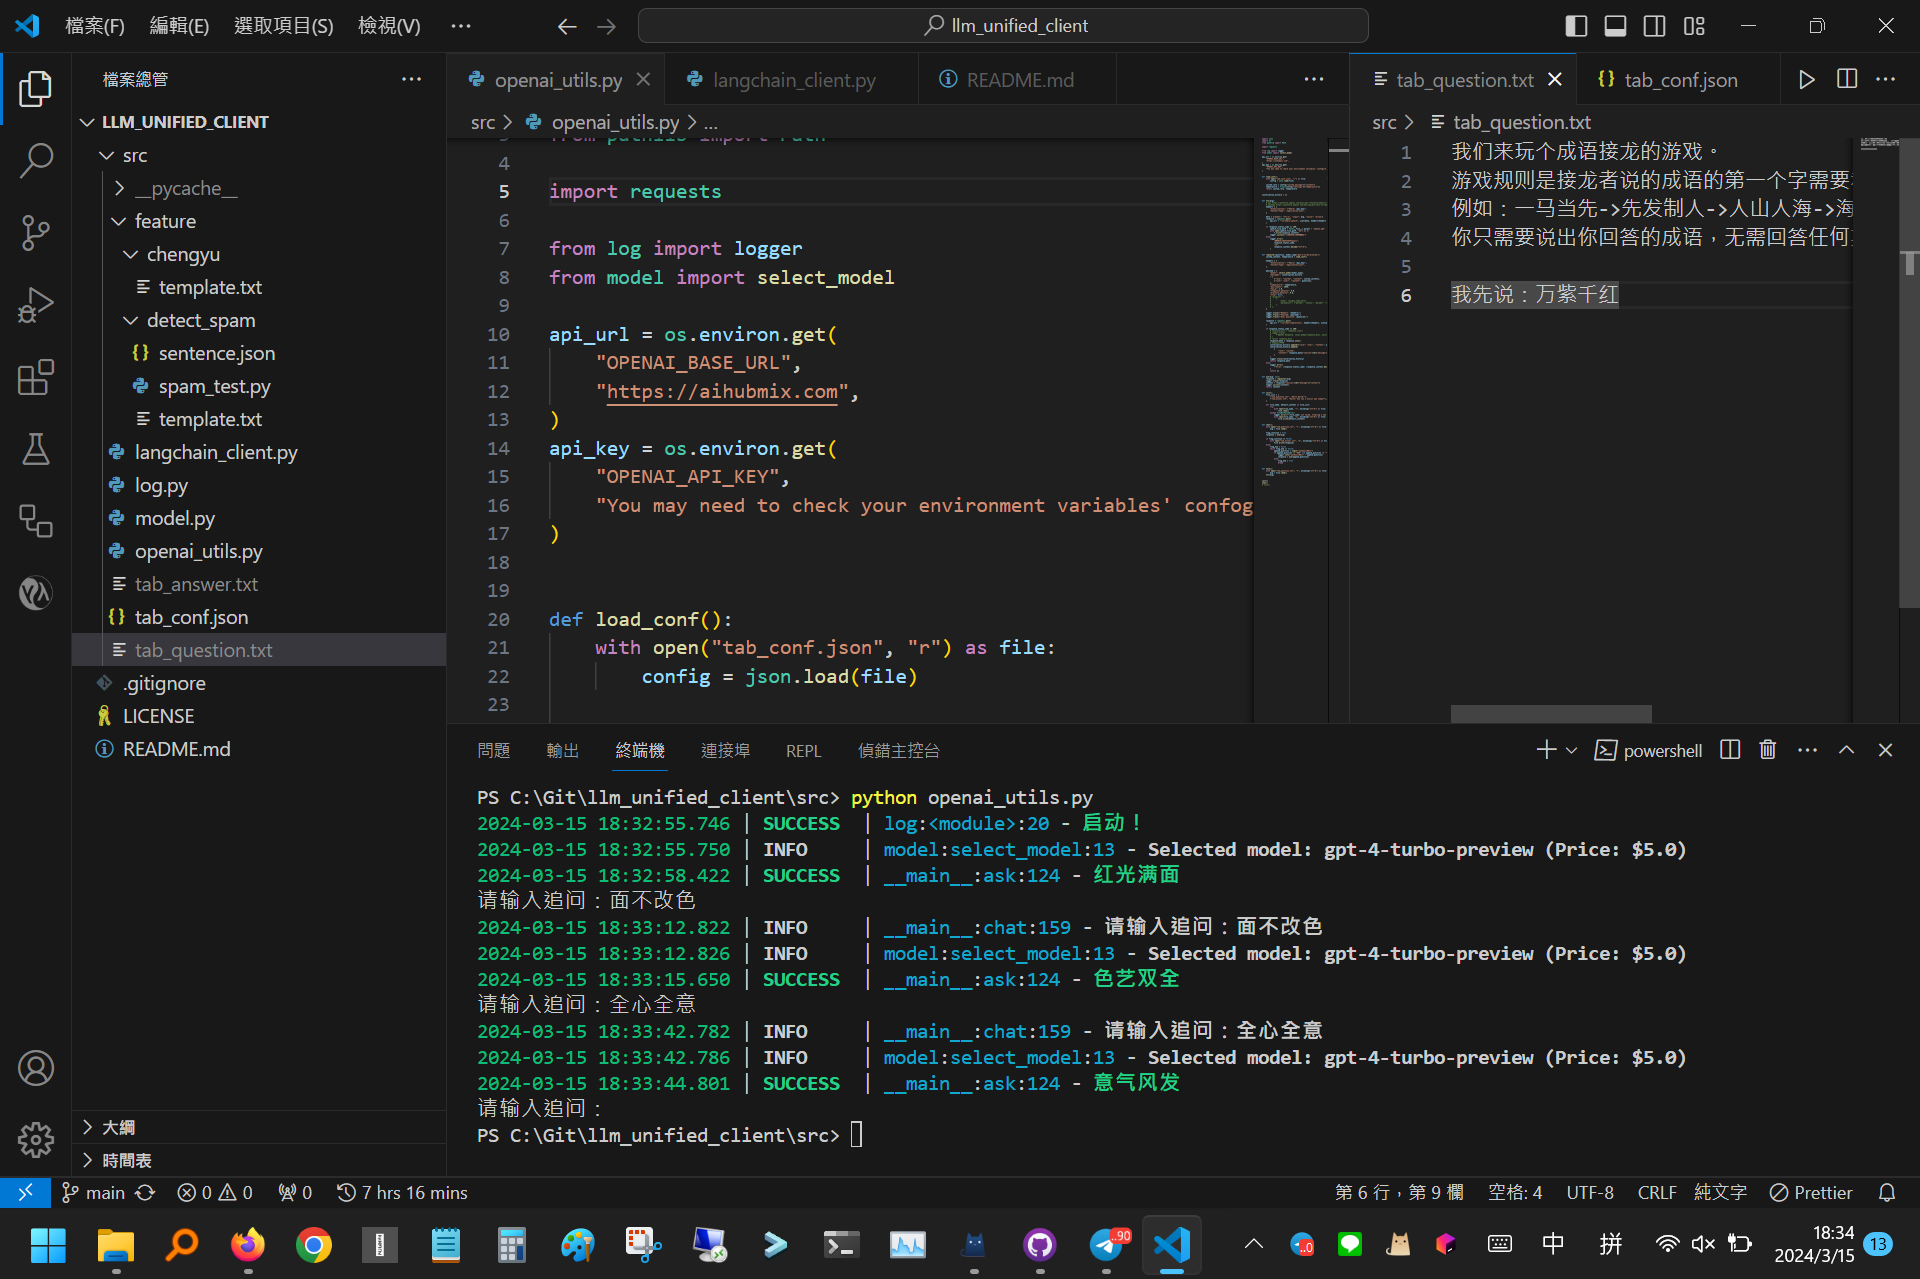 檔案(F) 編輯(E) 選取項目(S) 檢視(V) ··· llm_unified_client
檔案總管
LLM_UNIFIED_CLIENT
src
__pycache__
feature
chengyu
template.txt
detect_spam
sentence.json
spam_test.py
template.txt
langchain_client.py
log.py
model.py
openai_utils.py
tab_answer.txt
tab_conf.json
tab_question.txt
.gitignore
LICENSE
README.md
大綱
時間表
openai_utils.py langchain_client.py README.md
src > openai_utils.py > ...
4
5 import requests
6
7 from log import logger
8 from model import select_model
9
10 api_url = os.environ.get(
11 "OPENAI_BASE_URL",
12 "https://aihubmix.com",
13 )
14 api_key = os.environ.get(
15 "OPENAI_API_KEY",
16 "You may need to check your environment variables' confog
17 )
18
19
20 def load_conf():
21 with open("tab_conf.json", "r") as file:
22 config = json.load(file)
23
tab_question.txt tab_conf.json
src > tab_question.txt
1 我们来玩个成语接龙的游戏。
2 游戏规则是接龙者说的成语的第一个字需要
3 例如：一马当先->先发制人->人山人海->海
4 你只需要说出你回答的成语，无需回答任何
5
6 我先说：万紫千红
問題 輸出 終端機 連接埠 REPL 偵錯主控台 powershell
PS C:\Git\llm_unified_client\src> python openai_utils.py
2024-03-15 18:32:55.746 | SUCCESS | log:<module>:20 - 启动！
2024-03-15 18:32:55.750 | INFO | model:select_model:13 - Selected model: gpt-4-turbo-preview (Price: $5.0)
2024-03-15 18:32:58.422 | SUCCESS | __main__:ask:124 - 红光满面
请输入追问：面不改色
2024-03-15 18:33:12.822 | INFO | __main__:chat:159 - 请输入追问：面不改色
2024-03-15 18:33:12.826 | INFO | model:select_model:13 - Selected model: gpt-4-turbo-preview (Price: $5.0)
2024-03-15 18:33:15.650 | SUCCESS | __main__:ask:124 - 色艺双全
请输入追问：全心全意
2024-03-15 18:33:42.782 | INFO | __main__:chat:159 - 请输入追问：全心全意
2024-03-15 18:33:42.786 | INFO | model:select_model:13 - Selected model: gpt-4-turbo-preview (Price: $5.0)
2024-03-15 18:33:44.801 | SUCCESS | __main__:ask:124 - 意气风发
请输入追问：
PS C:\Git\llm_unified_client\src>
main 0 0 0 7 hrs 16 mins 第 6 行，第 9 欄 空格: 4 UTF-8 CRLF 純文字 Prettier
中 拼 18:34 13
2024/3/15